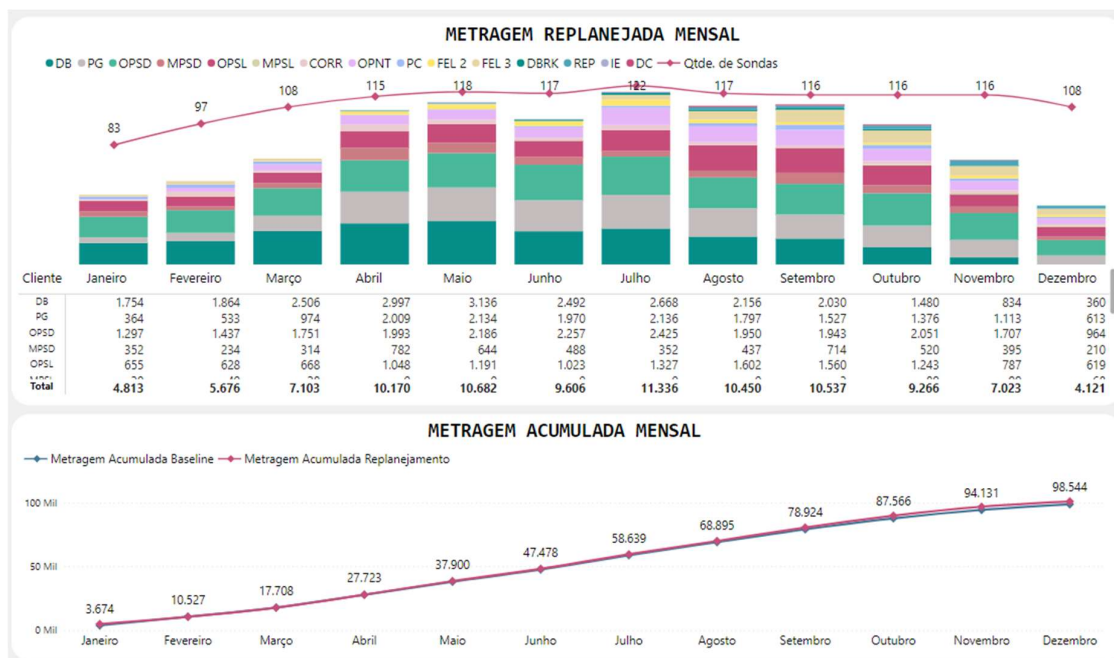 METRAGEM REPLANEJADA MENSAL
DB PG OPSD MPSD OPSL MPSL CORR OPNT PC FEL 2 FEL 3 DBRK REP IE DC Qtde. de Sondas
83 97 108 115 118 117 122 117 116 116 116 108
Cliente Janeiro Fevereiro Março Abril Maio Junho Julho Agosto Setembro Outubro Novembro Dezembro
DB 1.754 1.864 2.506 2.997 3.136 2.492 2.668 2.156 2.030 1.480 834 360
PG 364 533 974 2.009 2.134 1.970 2.136 1.797 1.527 1.376 1.113 613
OPSD 1.297 1.437 1.751 1.993 2.186 2.257 2.425 1.950 1.943 2.051 1.707 964
MPSD 352 234 314 782 644 488 352 437 714 520 395 210
OPSL 655 628 668 1.048 1.191 1.023 1.327 1.602 1.560 1.243 787 619
Total 4.813 5.676 7.103 10.170 10.682 9.606 11.336 10.450 10.537 9.266 7.023 4.121
METRAGEM ACUMULADA MENSAL
Metragem Acumulada Baseline Metragem Acumulada Replanejamento
100 Mil
50 Mil
0 Mil
3.674 10.527 17.708 27.723 37.900 47.478 58.639 68.895 78.924 87.566 94.131 98.544
Janeiro Fevereiro Março Abril Maio Junho Julho Agosto Setembro Outubro Novembro Dezembro